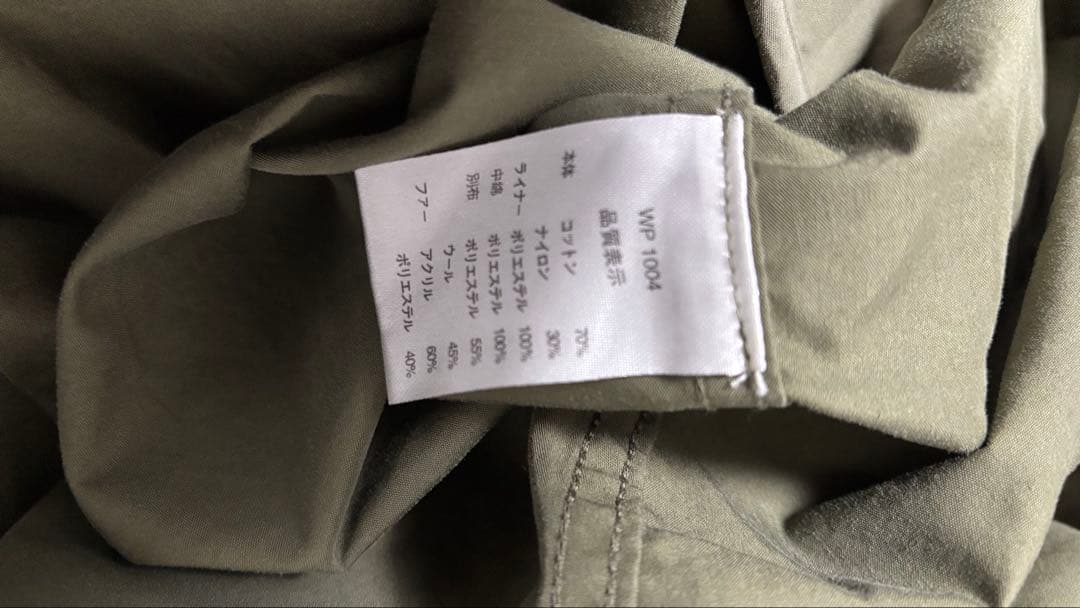 WP 1004
品質表示
本体 コットン 70%
ナイロン 30%
ライナー ポリエステル 100%
中綿 ポリエステル 100%
別布 ポリエステル 55%
ウール 45%
ファー アクリル 60%
ポリエステル 40%